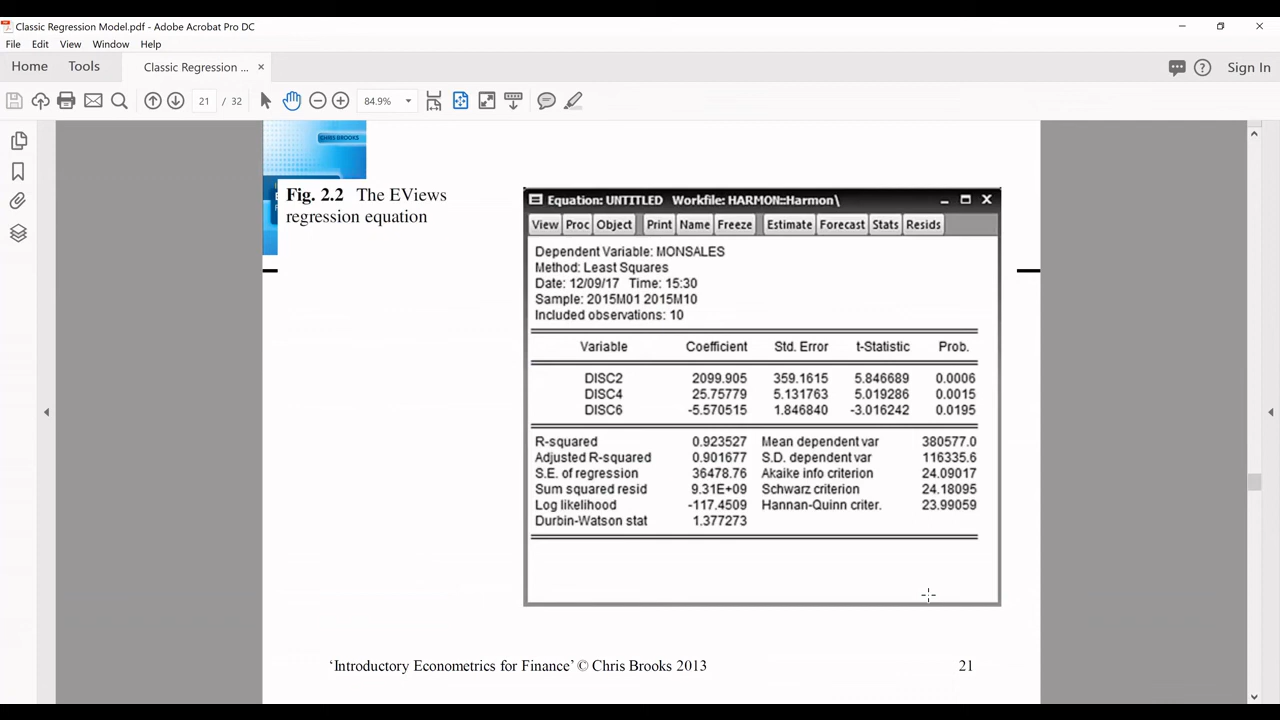 Classic Regression Model.pdf - Adobe Acrobat Pro DC
File Edit View Window Help
Home Tools Classic Regression ... × Sign In
21 / 32 84.9%
CHRIS BROOKS
Fig. 2.2 The EViews
regression equation
Equation: UNTITLED Workfile: HARMON::Harmon\
View Proc Object Print Name Freeze Estimate Forecast Stats Resids
Dependent Variable: MONSALES
Method: Least Squares
Date: 12/09/17 Time: 15:30
Sample: 2015M01 2015M10
Included observations: 10
Variable Coefficient Std. Error t-Statistic Prob.
DISC2 2099.905 359.1615 5.846689 0.0006
DISC4 25.75779 5.131763 5.019286 0.0015
DISC6 -5.570515 1.846840 -3.016242 0.0195
R-squared 0.923527 Mean dependent var 380577.0
Adjusted R-squared 0.901677 S.D. dependent var 116335.6
S.E. of regression 36478.76 Akaike info criterion 24.09017
Sum squared resid 9.31E+09 Schwarz criterion 24.18095
Log likelihood -117.4509 Hannan-Quinn criter. 23.99059
Durbin-Watson stat 1.377273
‘Introductory Econometrics for Finance’ © Chris Brooks 2013 21